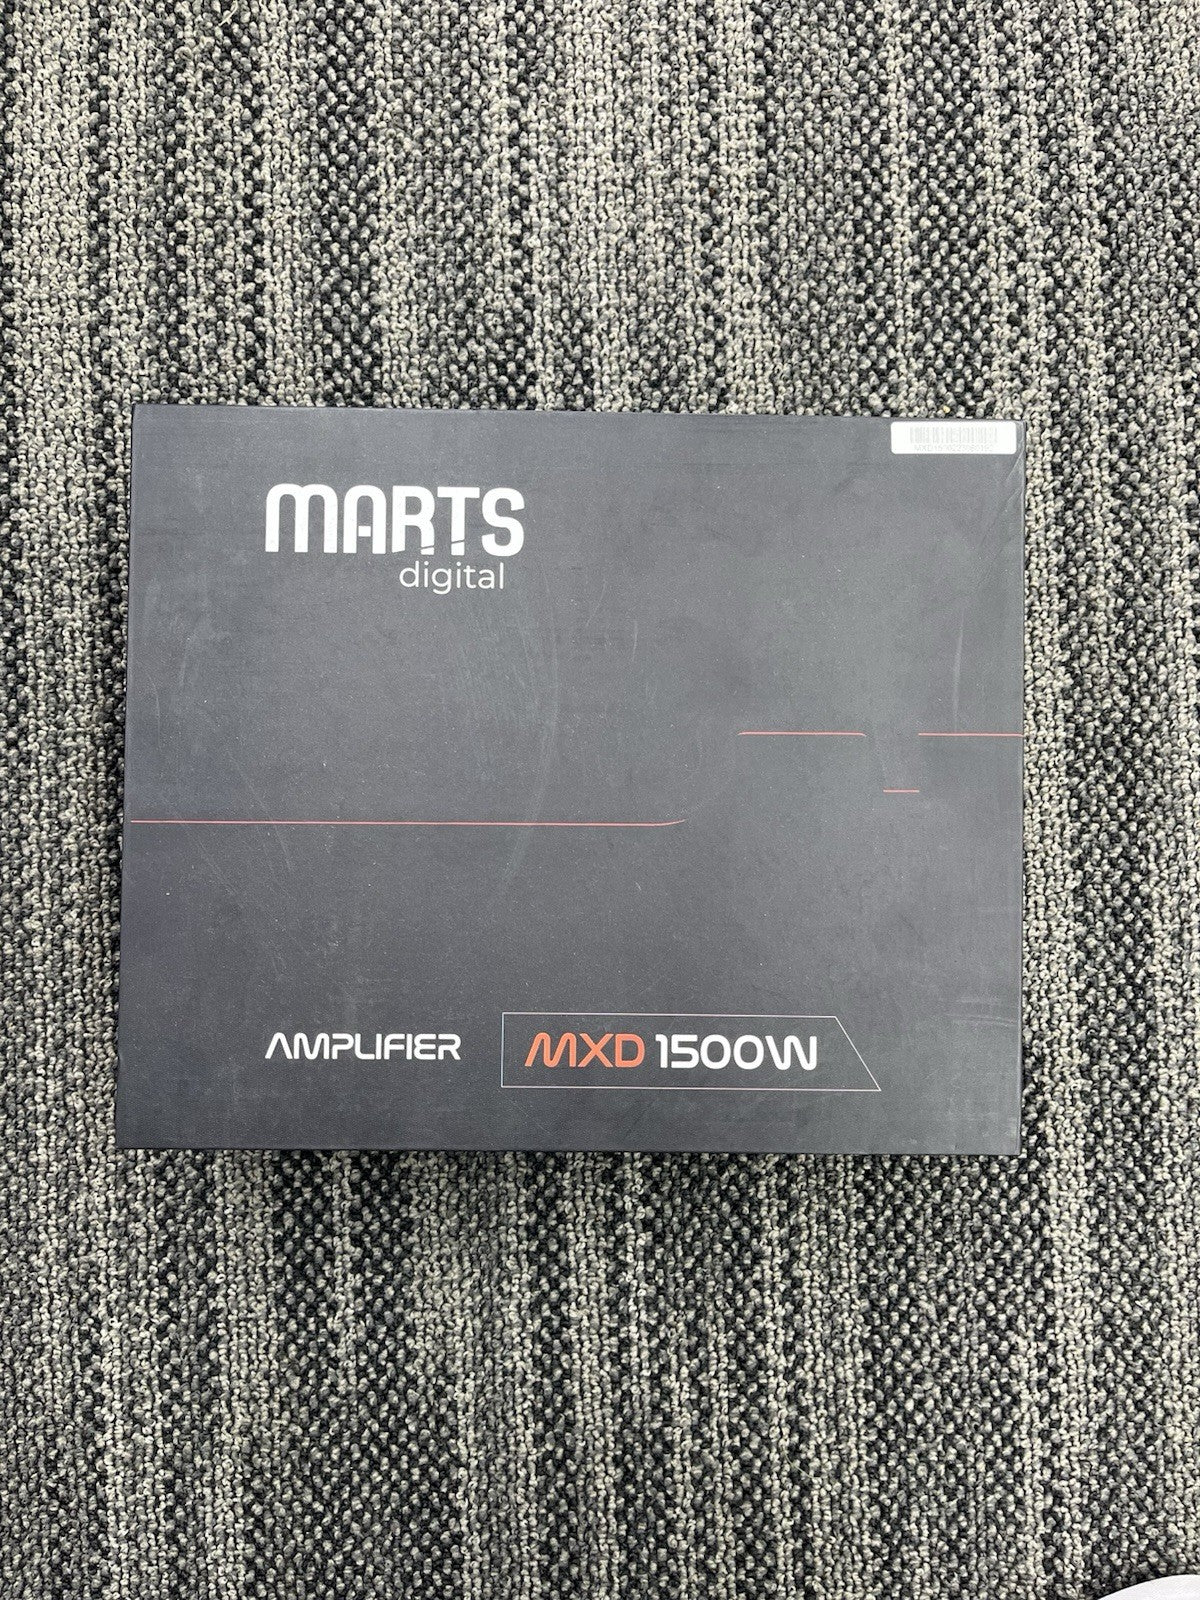 MARTS
digital
AMPLIFIER
MXD 1500W